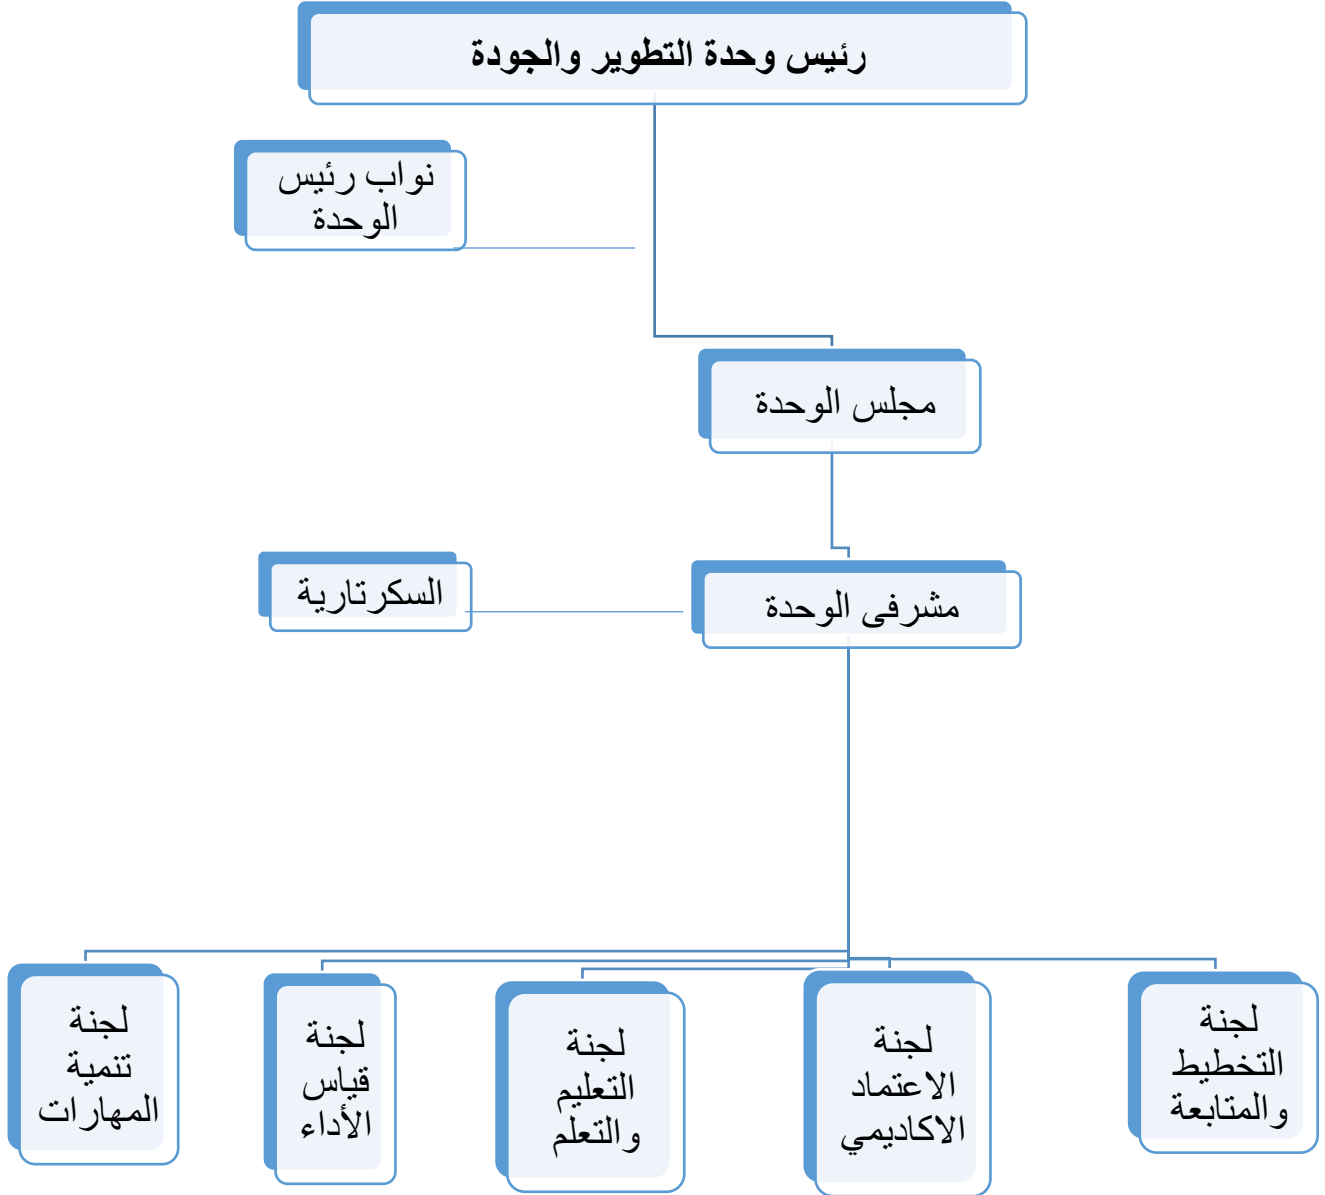 رئيس وحدة التطوير والجودة
نواب رئيس
الوحدة
مجلس الوحدة
مشرفى الوحدة
السكرتارية
لجنة
التخطيط
والمتابعة
لجنة
الاعتماد
الاكاديمي
لجنة
التعليم
والتعلم
لجنة
قياس
الأداء
لجنة
تنمية
المهارات